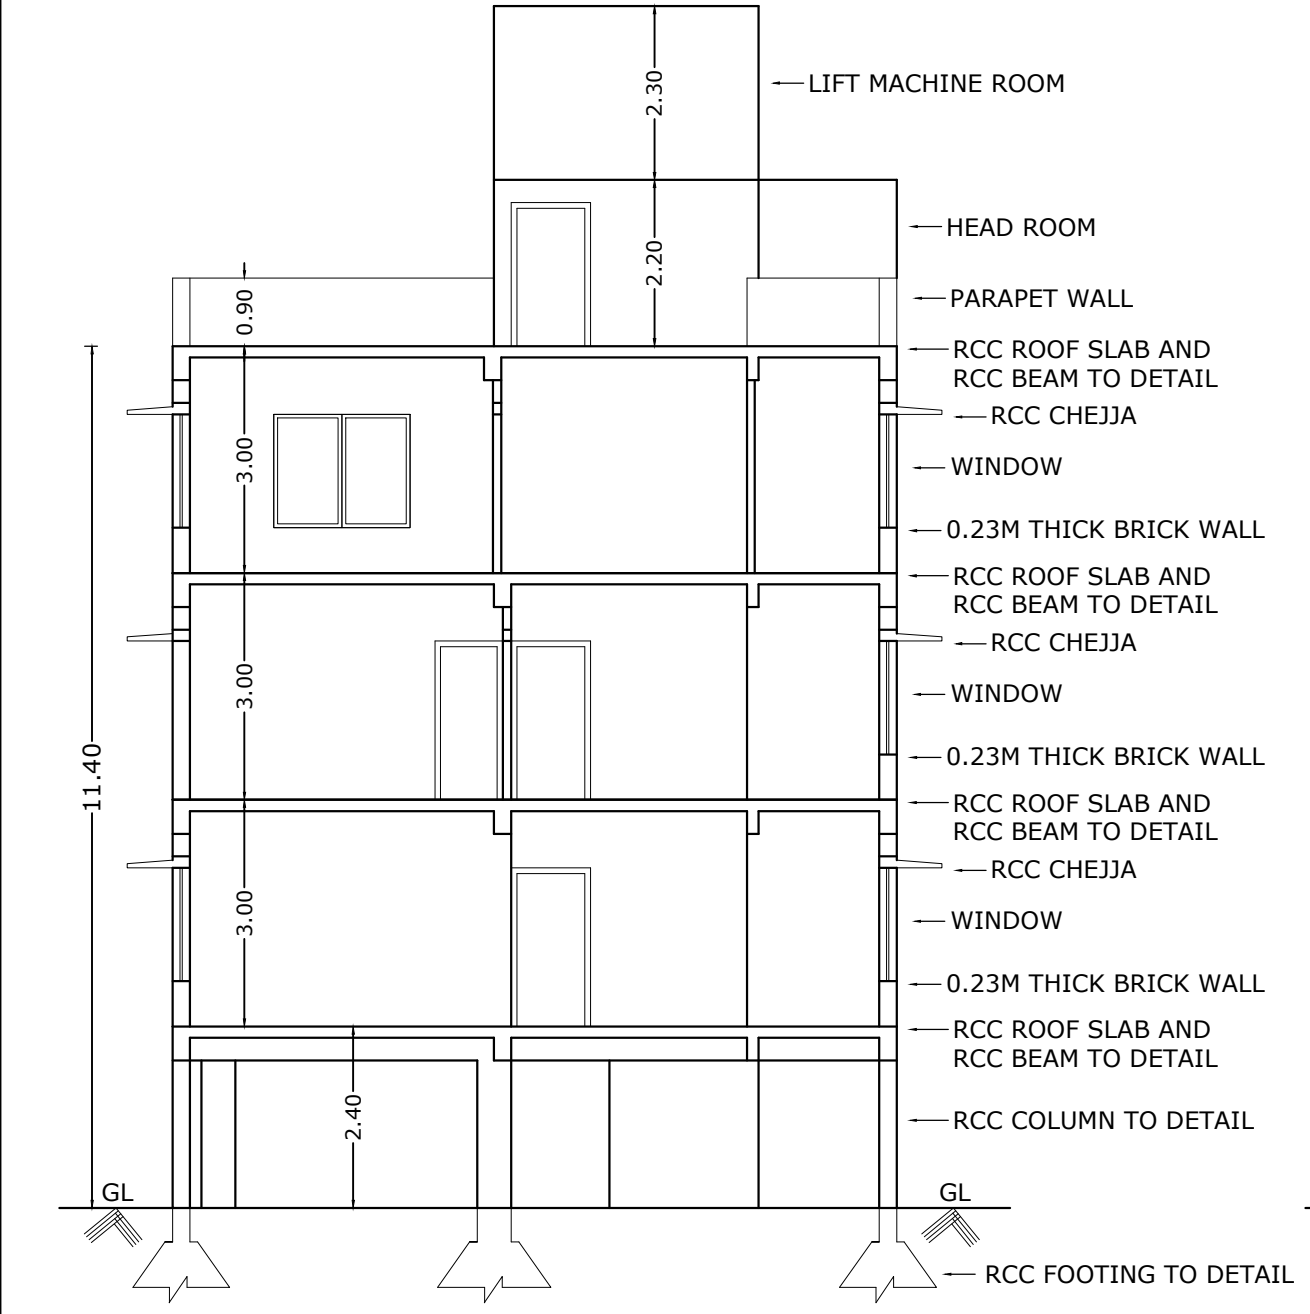 2.30
LIFT MACHINE ROOM
HEAD ROOM
2.20
0.90
PARAPET WALL
RCC ROOF SLAB AND
RCC BEAM TO DETAIL
RCC CHEJJA
3.00
WINDOW
0.23M THICK BRICK WALL
RCC ROOF SLAB AND
RCC BEAM TO DETAIL
RCC CHEJJA
3.00
WINDOW
0.23M THICK BRICK WALL
11.40
RCC ROOF SLAB AND
RCC BEAM TO DETAIL
RCC CHEJJA
3.00
WINDOW
0.23M THICK BRICK WALL
RCC ROOF SLAB AND
RCC BEAM TO DETAIL
2.40
RCC COLUMN TO DETAIL
GL
GL
RCC FOOTING TO DETAIL